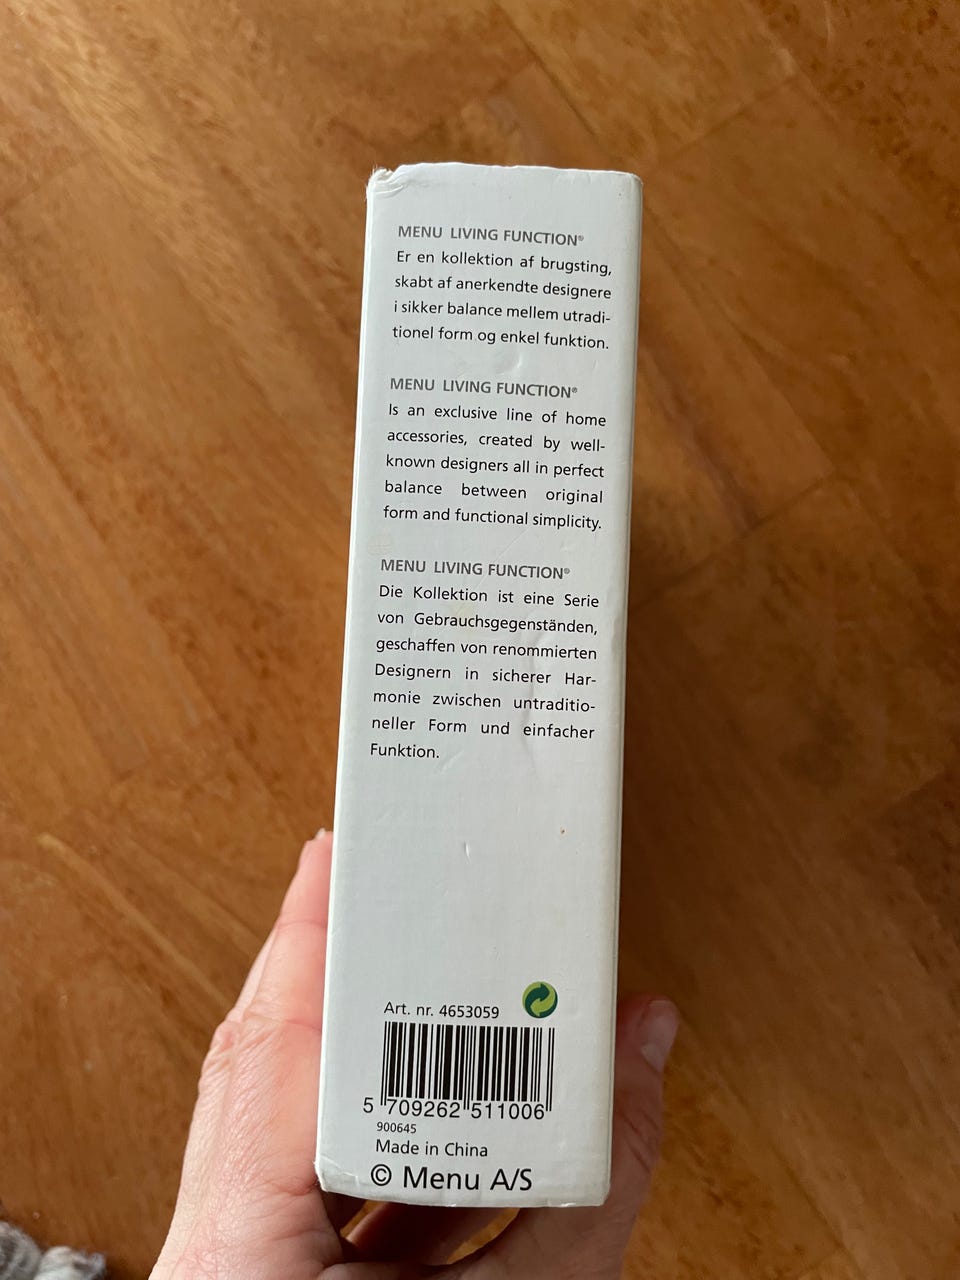 MENU LIVING FUNCTION®
Er en kollektion af brugsting,
skabt af anerkendte designere
i sikker balance mellem utradi-
tionel form og enkel funktion.
MENU LIVING FUNCTION®
Is an exclusive line of home
accessories, created by well-
known designers all in perfect
balance between original
form and functional simplicity.
MENU LIVING FUNCTION®
Die Kollektion ist eine Serie
von Gebrauchsgegenständen,
geschaffen von renommierten
Designern in sicherer Har-
monie zwischen untraditio-
neller Form und einfacher
Funktion.
Art. nr. 4653059
5 709262 511006
900645
Made in China
© Menu A/S